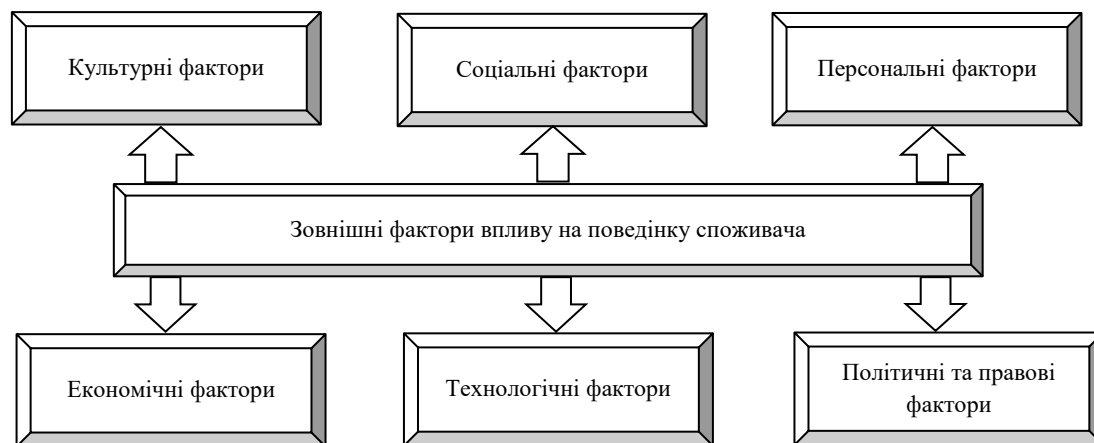 Культурні фактори
Соціальні фактори
Персональні фактори
Зовнішні фактори впливу на поведінку споживача
Економічні фактори
Технологічні фактори
Політичні та правові
фактори